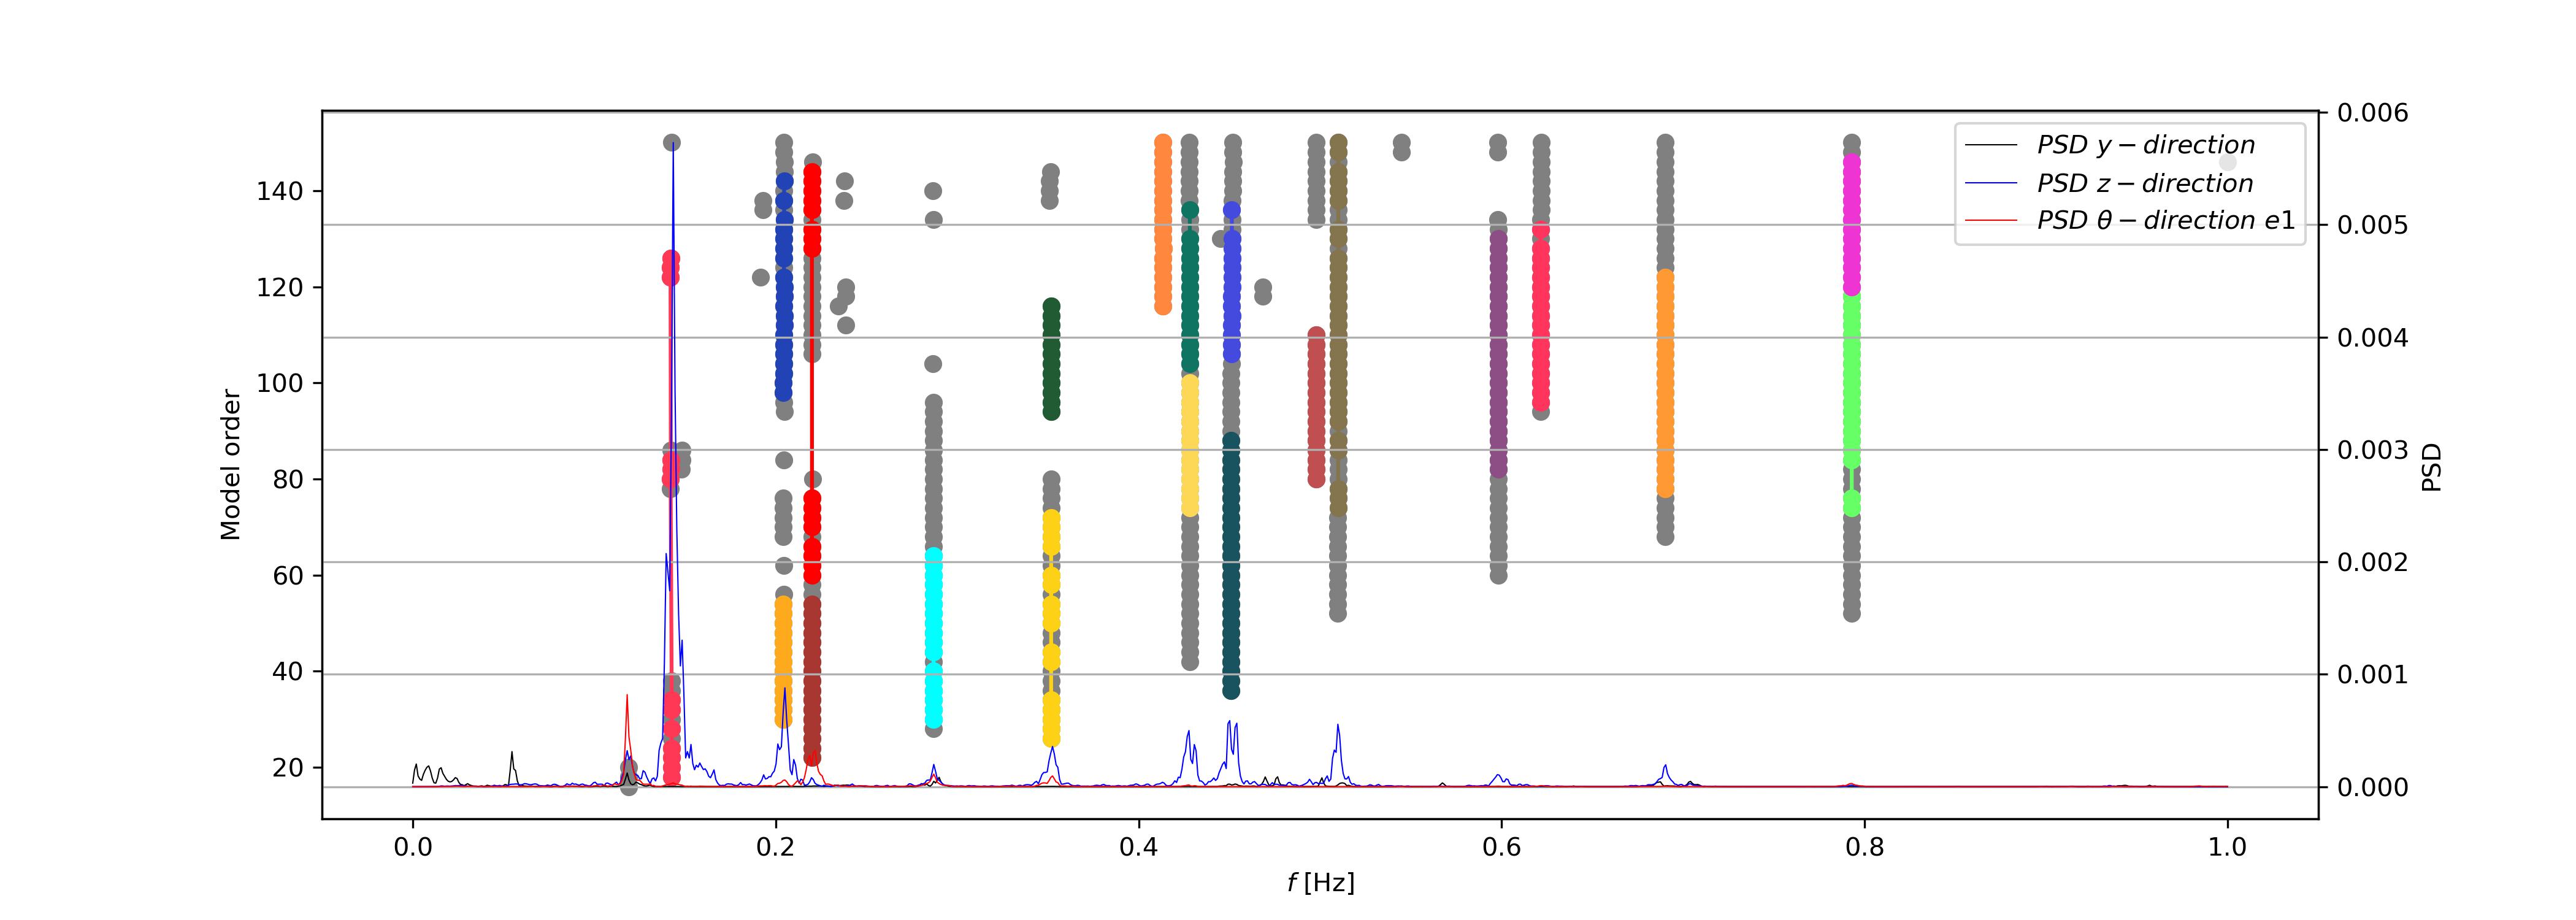 PSD y − direction
PSD z − direction
PSD θ − direction e1
Model order
140
120
100
80
60
40
20
0.006
0.005
0.004
0.003
0.002
0.001
0.000
PSD
0.0 0.2 0.4 0.6 0.8 1.0
f [Hz]